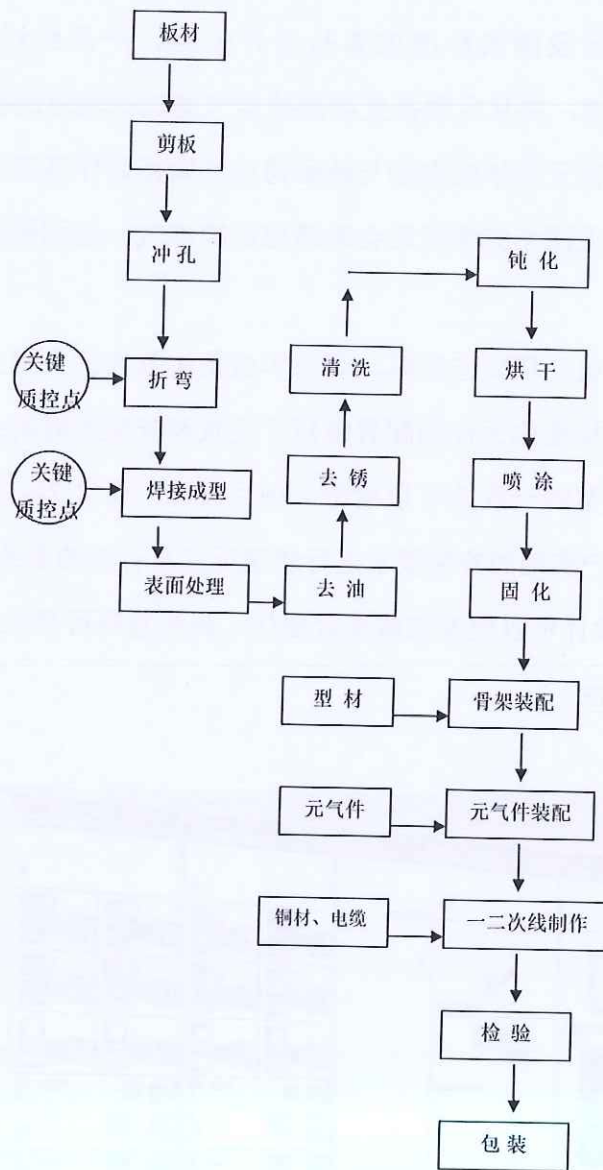 板材
剪板
冲孔
关键
质控点
折弯
关键
质控点
焊接成型
表面处理
去油
去锈
清洗
钝化
烘干
喷涂
固化
型材
骨架装配
元气件
元气件装配
铜材、电缆
一二次线制作
检验
包装